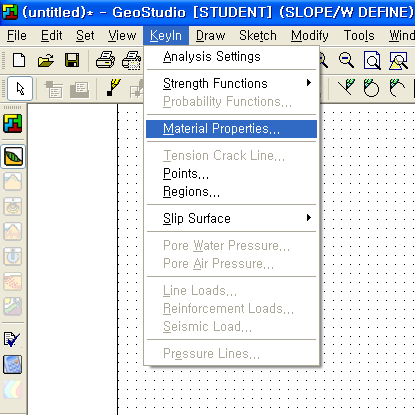 (untitled)* - GeoStudio [STUDENT] (SLOPE/W DEFINE)
File Edit Set View KeyIn Draw Sketch Modify Tools Wind
Analysis Settings
Strength Functions
Probability Functions...
Material Properties...
Tension Crack Line...
Points...
Regions...
Slip Surface
Pore Water Pressure...
Pore Air Pressure...
Line Loads...
Reinforcement Loads...
Seismic Load...
Pressure Lines...